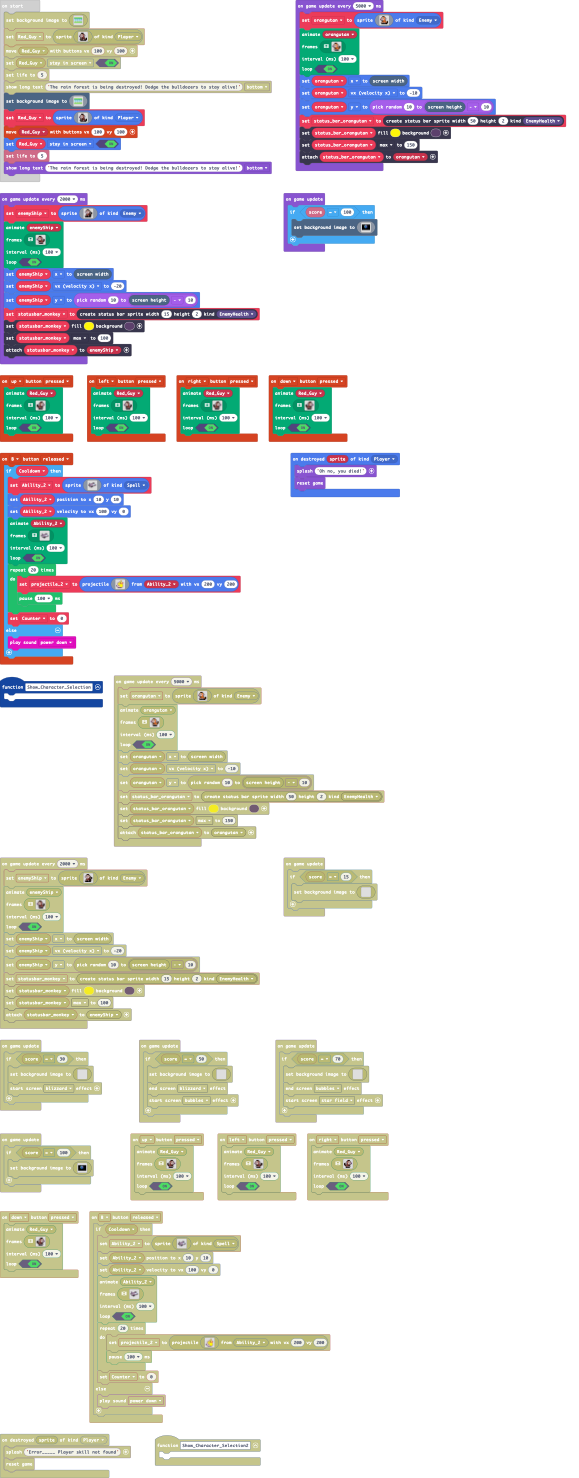 on start
set background image to
set Red_Guy to sprite of kind Player
move Red_Guy with buttons vx 100 vy 100
set Red_Guy stay in screen
set life to 3
show long text "The rain forest is being destroyed! Dodge the bulldozers to stay alive!" bottom
set background image to
set Red_Guy to sprite of kind Player
move Red_Guy with buttons vx 100 vy 100
set Red_Guy stay in screen
set life to 3
show long text "The rain forest is being destroyed! Dodge the bulldozers to stay alive!" bottom
on game update every 5000 ms
set orangutan to sprite of kind Enemy
animate orangutan
frames
interval (ms) 100
loop
set orangutan x to screen width
set orangutan vx (velocity x) to -10
set orangutan y to pick random 10 to screen height - 10
set status_bar_orangutan to create status bar sprite width 50 height 2 kind EnemyHealth
set status_bar_orangutan fill background
set status_bar_orangutan max to 150
attach status_bar_orangutan to orangutan
on game update every 2000 ms
set enemyShip to sprite of kind Enemy
animate enemyShip
frames
interval (ms) 100
loop
set enemyShip x to screen width
set enemyShip vx (velocity x) to -20
set enemyShip y to pick random 10 to screen height - 10
set statusbar_monkey to create status bar sprite width 15 height 2 kind EnemyHealth
set statusbar_monkey fill background
set statusbar_monkey max to 100
attach statusbar_monkey to enemyShip
on game update
if score = 100 then
set background image to
on up button pressed
animate Red_Guy
frames
interval (ms) 100
loop
on left button pressed
animate Red_Guy
frames
interval (ms) 100
loop
on right button pressed
animate Red_Guy
frames
interval (ms) 100
loop
on down button pressed
animate Red_Guy
frames
interval (ms) 100
loop
on B button released
if Cooldown then
set Ability_2 to sprite of kind Spell
set Ability_2 position to x 10 y 10
set Ability_2 velocity to vx 100 vy 0
animate Ability_2
frames
interval (ms) 100
loop
repeat 20 times
do
set projectile_2 to projectile from Ability_2 with vx 200 vy 200
pause 100 ms
set Counter to 0
else
play sound power down
on destroyed sprite of kind Player
splash "Oh no, you died!"
reset game
function Show_Character_Selection
on game update every 5000 ms
set orangutan to sprite of kind Enemy
animate orangutan
frames
interval (ms) 100
loop
set orangutan x to screen width
set orangutan vx (velocity x) to -10
set orangutan y to pick random 10 to screen height - 10
set status_bar_orangutan to create status bar sprite width 50 height 2 kind EnemyHealth
set status_bar_orangutan fill background
set status_bar_orangutan max to 150
attach status_bar_orangutan to orangutan
on game update every 2000 ms
set enemyShip to sprite of kind Enemy
animate enemyShip
frames
interval (ms) 100
loop
set enemyShip x to screen width
set enemyShip vx (velocity x) to -20
set enemyShip y to pick random 10 to screen height - 10
set statusbar_monkey to create status bar sprite width 15 height 2 kind EnemyHealth
set statusbar_monkey fill background
set statusbar_monkey max to 100
attach statusbar_monkey to enemyShip
on game update
if score = 15 then
set background image to
on game update
if score = 30 then
set background image to
start screen blizzard effect
on game update
if score = 50 then
set background image to
end screen blizzard effect
start screen bubbles effect
on game update
if score = 70 then
set background image to
end screen bubbles effect
start screen star field effect
on game update
if score = 100 then
set background image to
on up button pressed
animate Red_Guy
frames
interval (ms) 100
loop
on left button pressed
animate Red_Guy
frames
interval (ms) 100
loop
on right button pressed
animate Red_Guy
frames
interval (ms) 100
loop
on down button pressed
animate Red_Guy
frames
interval (ms) 100
loop
on B button released
if Cooldown then
set Ability_2 to sprite of kind Spell
set Ability_2 position to x 10 y 10
set Ability_2 velocity to vx 100 vy 0
animate Ability_2
frames
interval (ms) 100
loop
repeat 20 times
do
set projectile_2 to projectile from Ability_2 with vx 200 vy 200
pause 100 ms
set Counter to 0
else
play sound power down
on destroyed sprite of kind Player
splash "Error____ Player skill not found"
reset game
function Show_Character_Selection2